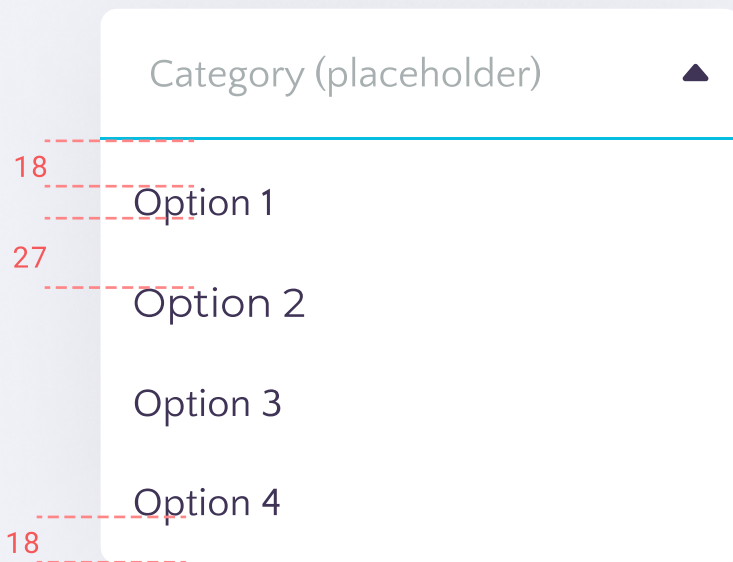 Category (placeholder)
18
Option 1
27
Option 2
Option 3
Option 4
18